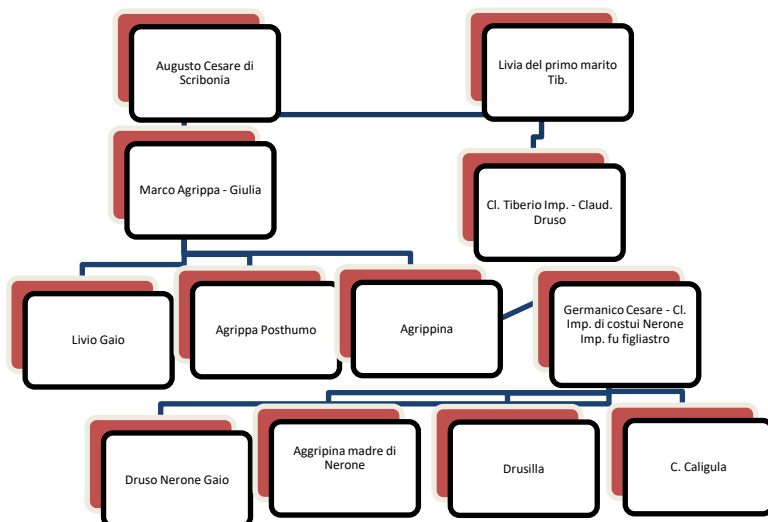 Augusto Cesare di
Scribonia
Livia del primo marito
Tib.
Marco Agrippa - Giulia
Cl. Tiberio Imp. - Claud.
Druso
Livio Gaio
Agrippa Posthumo
Agrippina
Germanico Cesare - Cl.
Imp. di costui Nerone
Imp. fu figliastro
Druso Nerone Gaio
Aggripina madre di
Nerone
Drusilla
C. Caligula